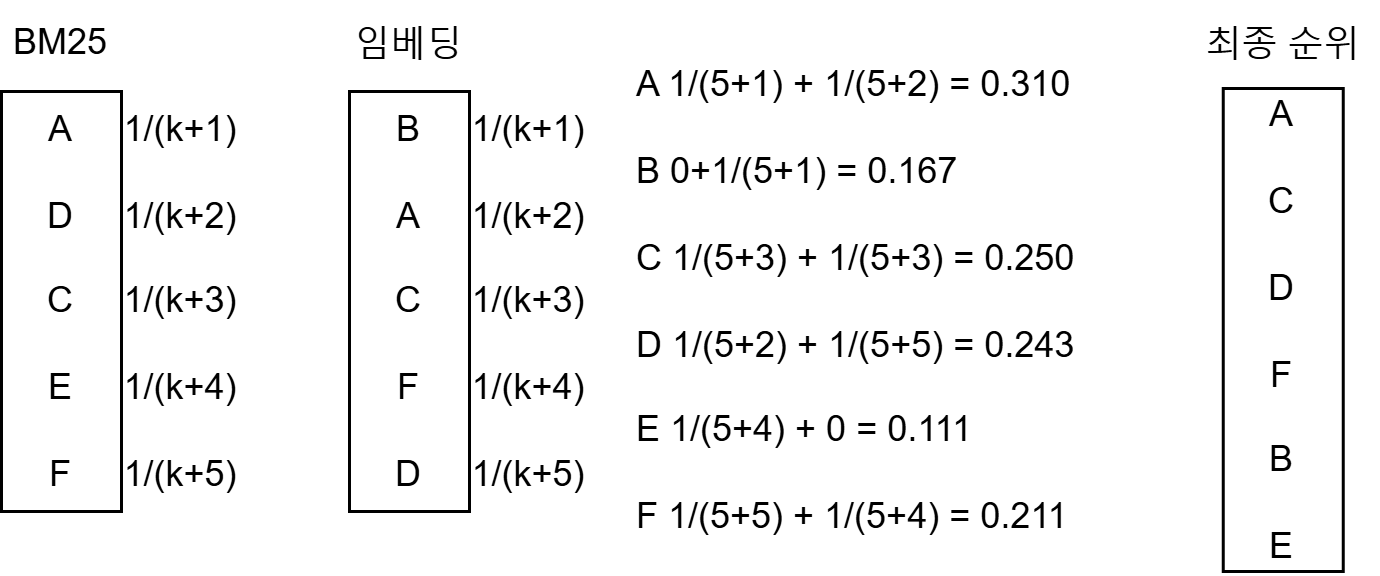 BM25
A 1/(k+1)
D 1/(k+2)
C 1/(k+3)
E 1/(k+4)
F 1/(k+5)
임베딩
B 1/(k+1)
A 1/(k+2)
C 1/(k+3)
F 1/(k+4)
D 1/(k+5)
A 1/(5+1) + 1/(5+2) = 0.310
B 0+1/(5+1) = 0.167
C 1/(5+3) + 1/(5+3) = 0.250
D 1/(5+2) + 1/(5+5) = 0.243
E 1/(5+4) + 0 = 0.111
F 1/(5+5) + 1/(5+4) = 0.211
최종 순위
A
C
D
F
B
E